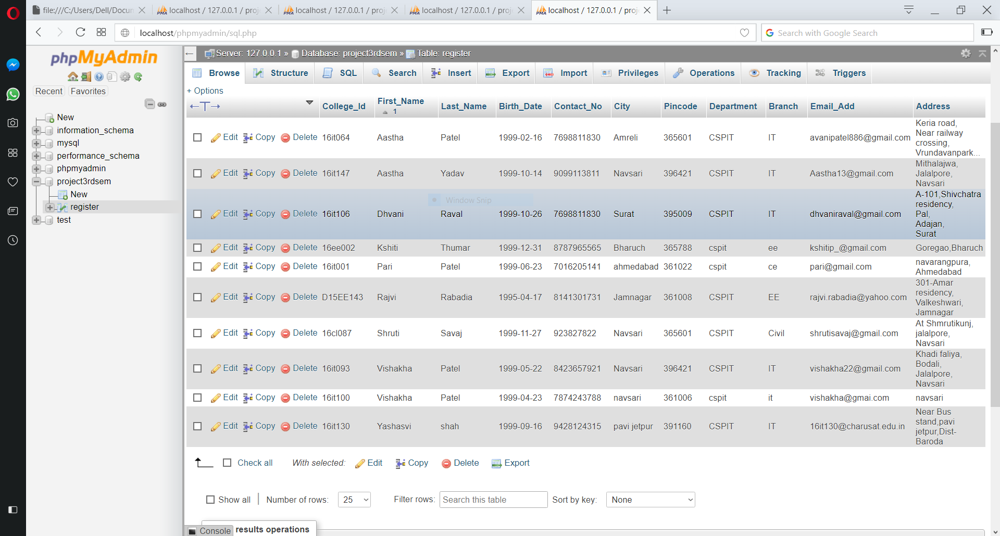 file:///C:/Users/Dell/Docun
localhost / 127.0.0.1 / proje
localhost / 127.0.0.1 / proje
localhost / 127.0.0.1 / proje
localhost / 127.0.0.1 / proje
localhost/phpmyadmin/sql.php
Search with Google Search
phpMyAdmin
Recent Favorites
New
information_schema
mysql
performance_schema
phpmyadmin
project3rdsem
New
register
test
Server: 127.0.0.1 » Database: project3rdsem » Table: register
Browse Structure SQL Search Insert Export Import Privileges Operations Tracking Triggers
+ Options
←T→ College_Id First_Name 1 Last_Name Birth_Date Contact_No City Pincode Department Branch Email_Add Address
Edit Copy Delete 16it064 Aastha Patel 1999-02-16 7698811830 Amreli 365601 CSPIT IT avanipatel886@gmail.com Keria road,
Near railway
crossing,
Vrundavanpark...
Edit Copy Delete 16it147 Aastha Yadav 1999-10-14 9099113811 Navsari 396421 CSPIT IT Aastha13@gmail.com Mithalajwa,
Jalalpore,
Navsari
Window Snip
Edit Copy Delete 16it106 Dhvani Raval 1999-10-26 7698811830 Surat 395009 CSPIT IT dhvaniraval@gmail.com A-101,Shivchatra
residency,
Pal,
Adajan,
Surat
Edit Copy Delete 16ee002 Kshiti Thumar 1999-12-31 8787965565 Bharuch 365788 cspit ee kshitip_@gmail.com Goregao,Bharuch
Edit Copy Delete 16it001 Pari Patel 1999-06-23 7016205141 ahmedabad 361022 cspit ce pari@gmail.com navarangpura,
Ahmedabad
Edit Copy Delete D15EE143 Rajvi Rabadia 1995-04-17 8141301731 Jamnagar 361008 CSPIT EE rajvi.rabadia@yahoo.com 301-Amar
residency,
Valkeshwari,
Jamnagar
Edit Copy Delete 16cl087 Shruti Savaj 1999-11-27 923827822 Navsari 365601 CSPIT Civil shrutisavaj@gmail.com At Shmrutikunj,
jalalpore,
Navsari
Edit Copy Delete 16it093 Vishakha Patel 1999-05-22 8423657921 Navsari 396421 CSPIT IT vishakha22@gmail.com Khadi faliya,
Bodali,
Jalalpore,
Navsari
Edit Copy Delete 16it100 Vishakha Patel 1999-04-23 7874243788 navsari 361006 cspit it vishakha@gmai.com navsari
Edit Copy Delete 16it130 Yashasvi shah 1999-09-16 9428124315 pavi jetpur 391160 CSPIT IT 16it130@charusat.edu.in Near Bus
stand,pavi
jetpur,Dist-
Baroda
Check all With selected: Edit Copy Delete Export
Show all Number of rows: 25 Filter rows: Search this table Sort by key: None
Console results operations